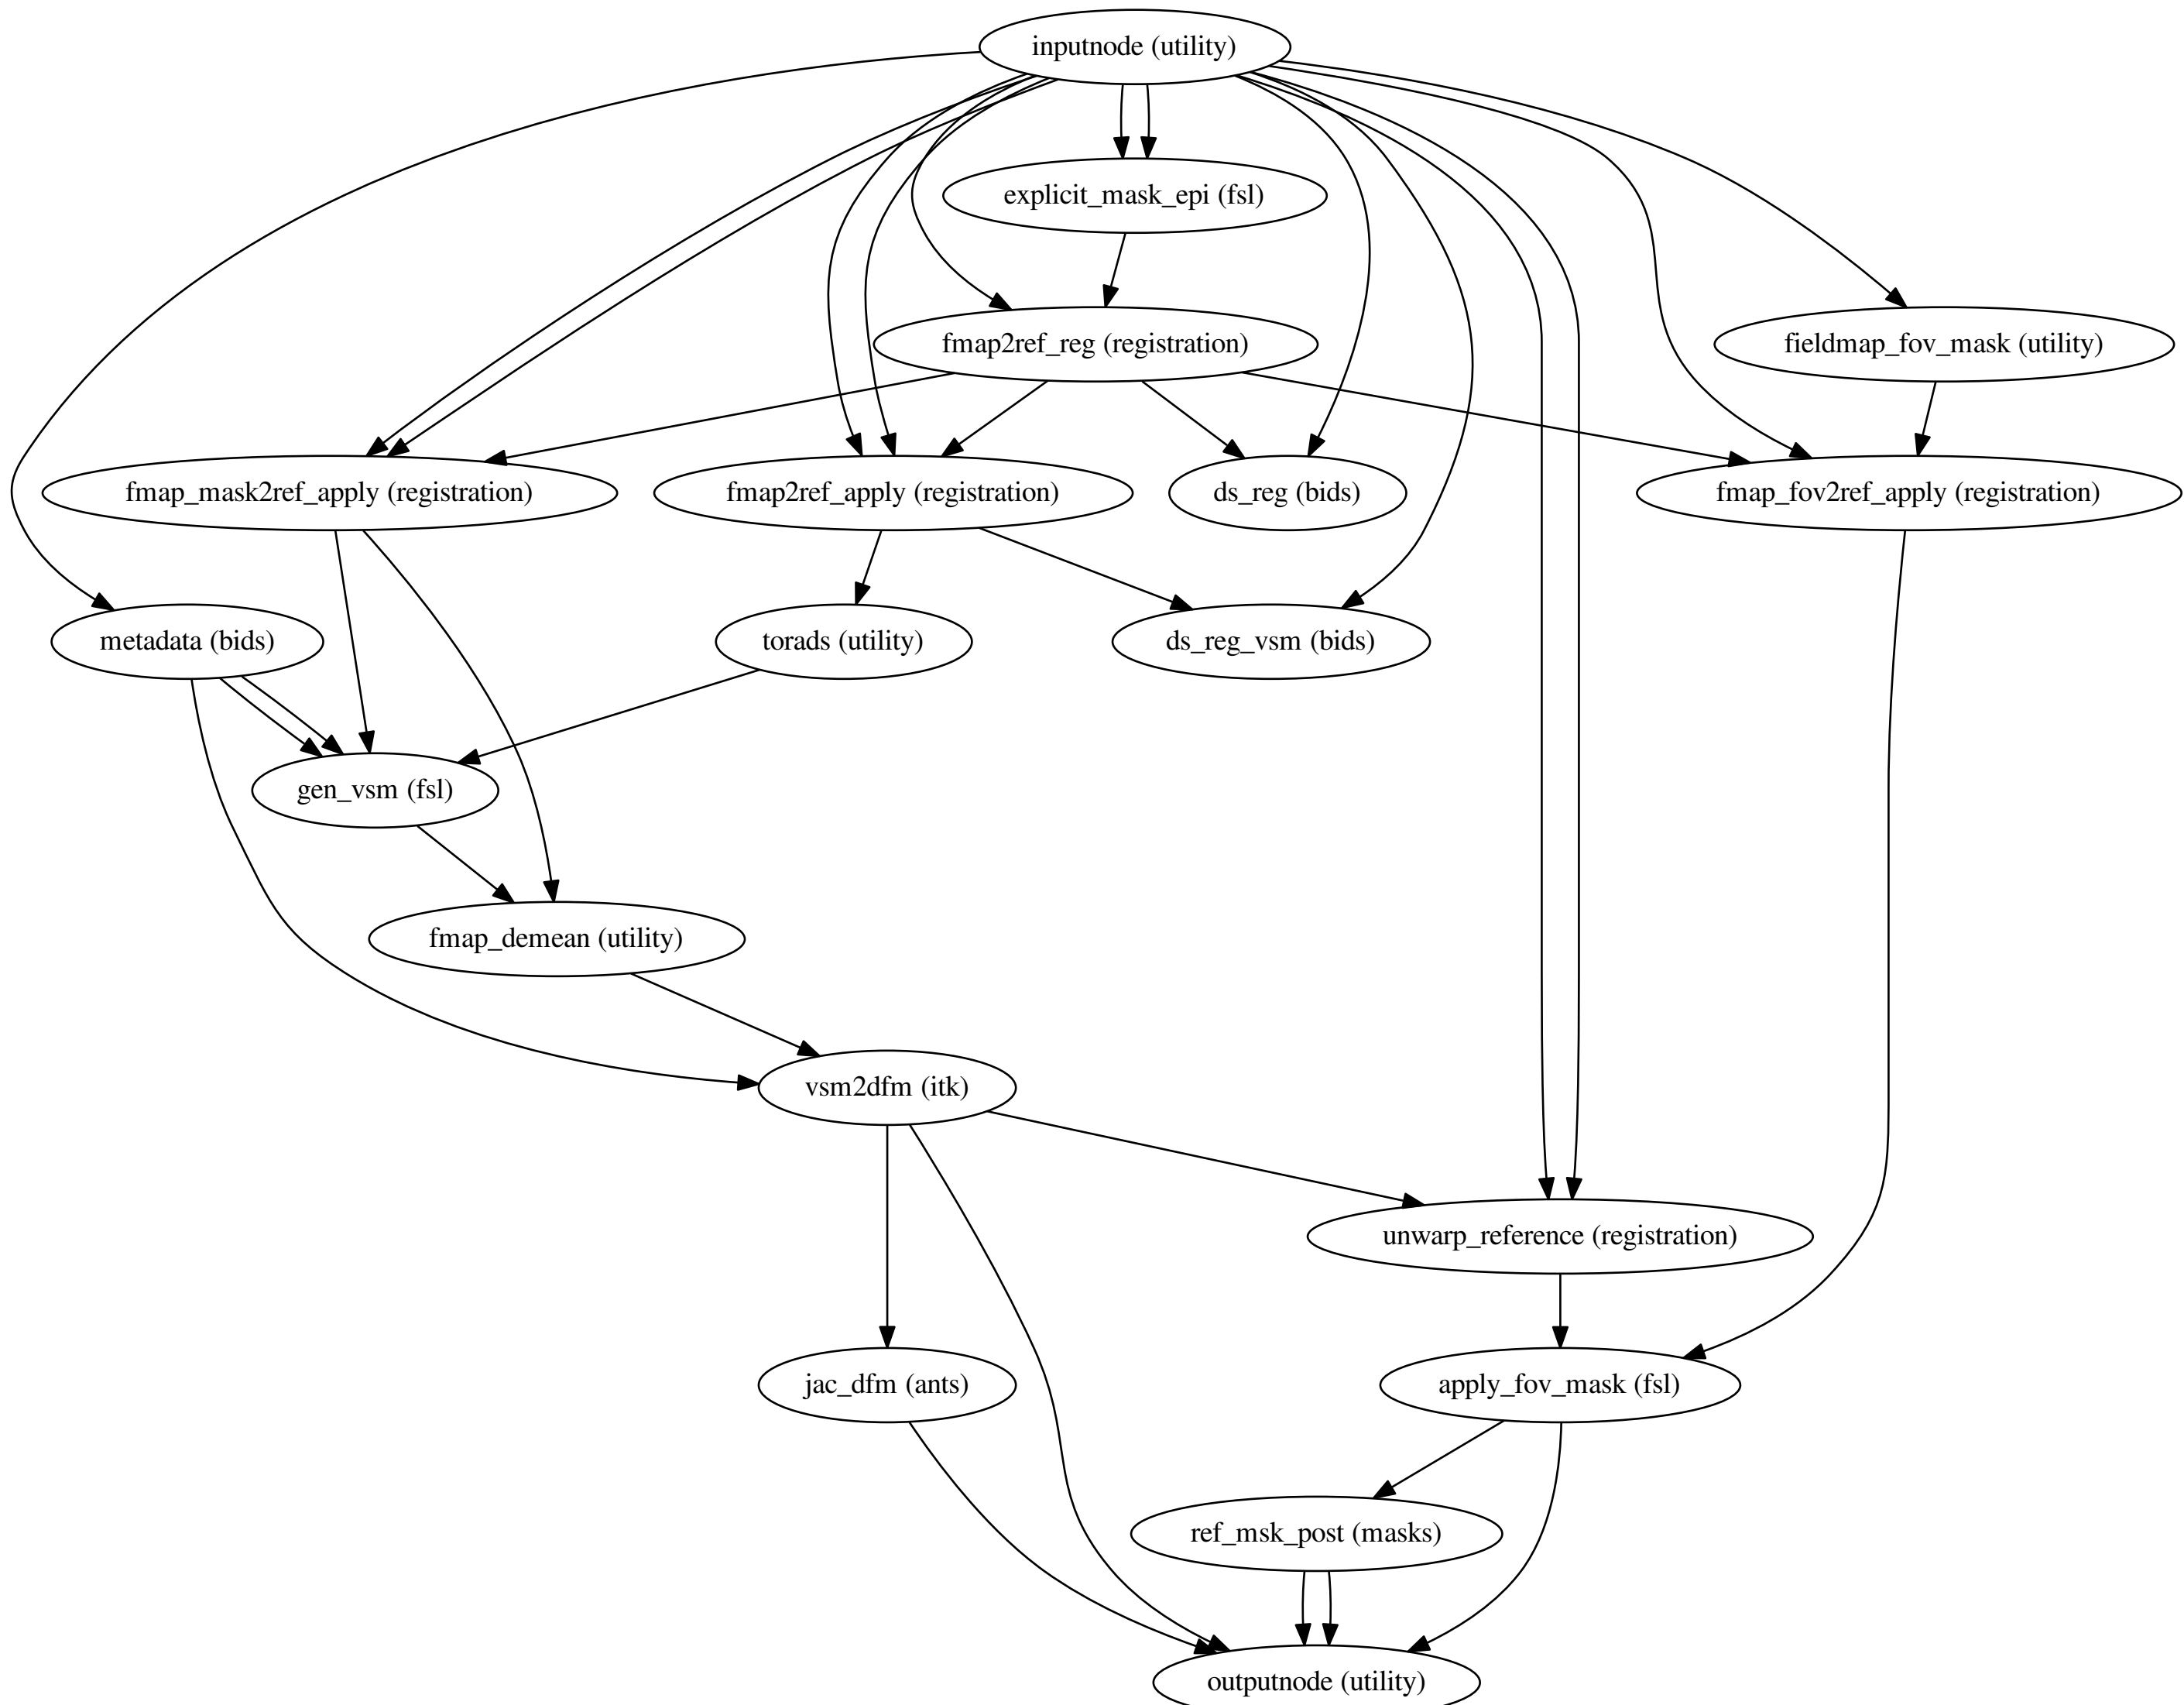 inputnode (utility)
explicit_mask_epi (fsl)
fmap2ref_reg (registration)
fieldmap_fov_mask (utility)
fmap_mask2ref_apply (registration)
fmap2ref_apply (registration)
ds_reg (bids)
fmap_fov2ref_apply (registration)
metadata (bids)
torads (utility)
ds_reg_vsm (bids)
gen_vsm (fsl)
fmap_demean (utility)
vsm2dfm (itk)
unwarp_reference (registration)
jac_dfm (ants)
apply_fov_mask (fsl)
ref_msk_post (masks)
outputnode (utility)